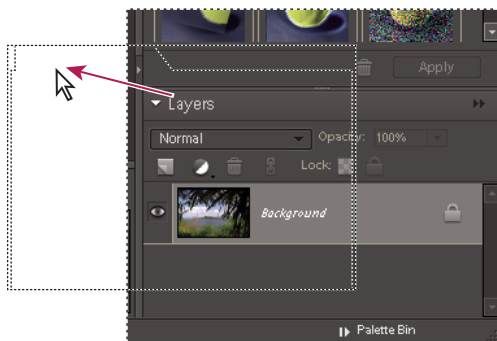 Apply
Layers
Normal Opacity: 100%
Lock:
Background
Palette Bin